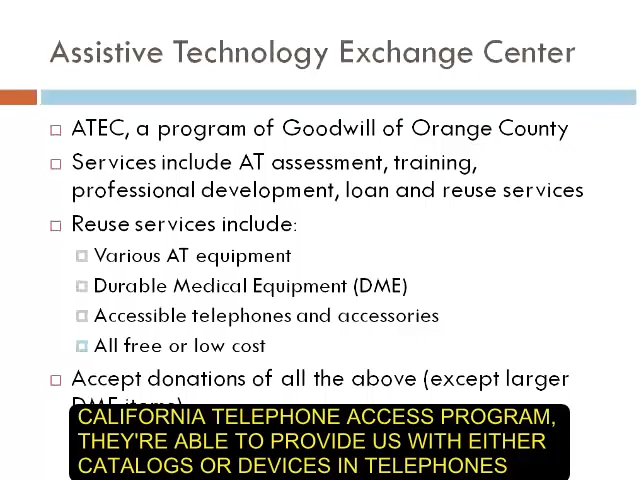 Assistive Technology Exchange Center
ATEC, a program of Goodwill of Orange County
Services include AT assessment, training,
professional development, loan and reuse services
Reuse services include:
Various AT equipment
Durable Medical Equipment (DME)
Accessible telephones and accessories
All free or low cost
Accept donations of all the above (except larger
DME items)
CALIFORNIA TELEPHONE ACCESS PROGRAM,
THEY'RE ABLE TO PROVIDE US WITH EITHER
CATALOGS OR DEVICES IN TELEPHONES